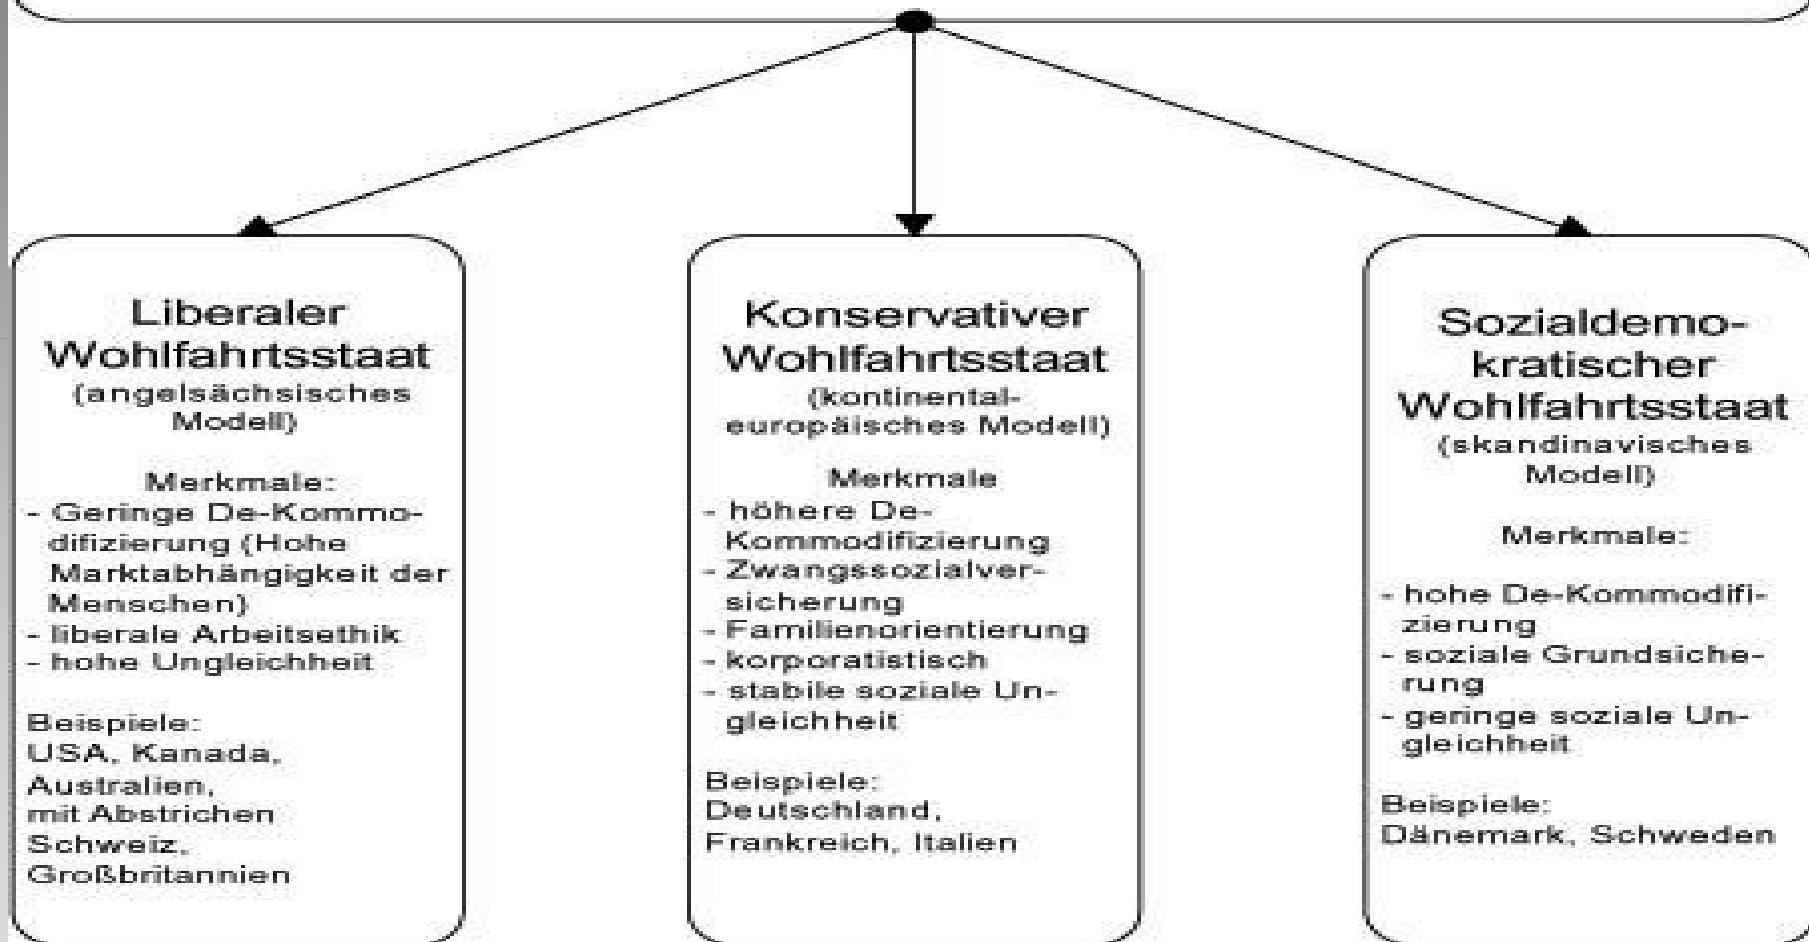 Liberaler
Wohlfahrtsstaat
(angelsächsisches
Modell)
Merkmale:
- Geringe De-Kommo-
difizierung (Hohe
Marktabhängigkeit der
Menschen)
- liberale Arbeitsethik
- hohe Ungleichheit
Beispiele:
USA, Kanada,
Australien,
mit Abstrichen
Schweiz,
Großbritannien
Konservativer
Wohlfahrtsstaat
(kontinental-
europäisches Modell)
Merkmale
- höhere De-
Kommodifizierung
- Zwangssozialver-
sicherung
- Familienorientierung
- korporatistisch
- stabile soziale Un-
gleichheit
Beispiele:
Deutschland,
Frankreich, Italien
Sozialdemo-
kratischer
Wohlfahrtsstaat
(skandinavisches
Modell)
Merkmale:
- hohe De-Kommodifi-
zierung
- soziale Grundsiche-
rung
- geringe soziale Un-
gleichheit
Beispiele:
Dänemark, Schweden